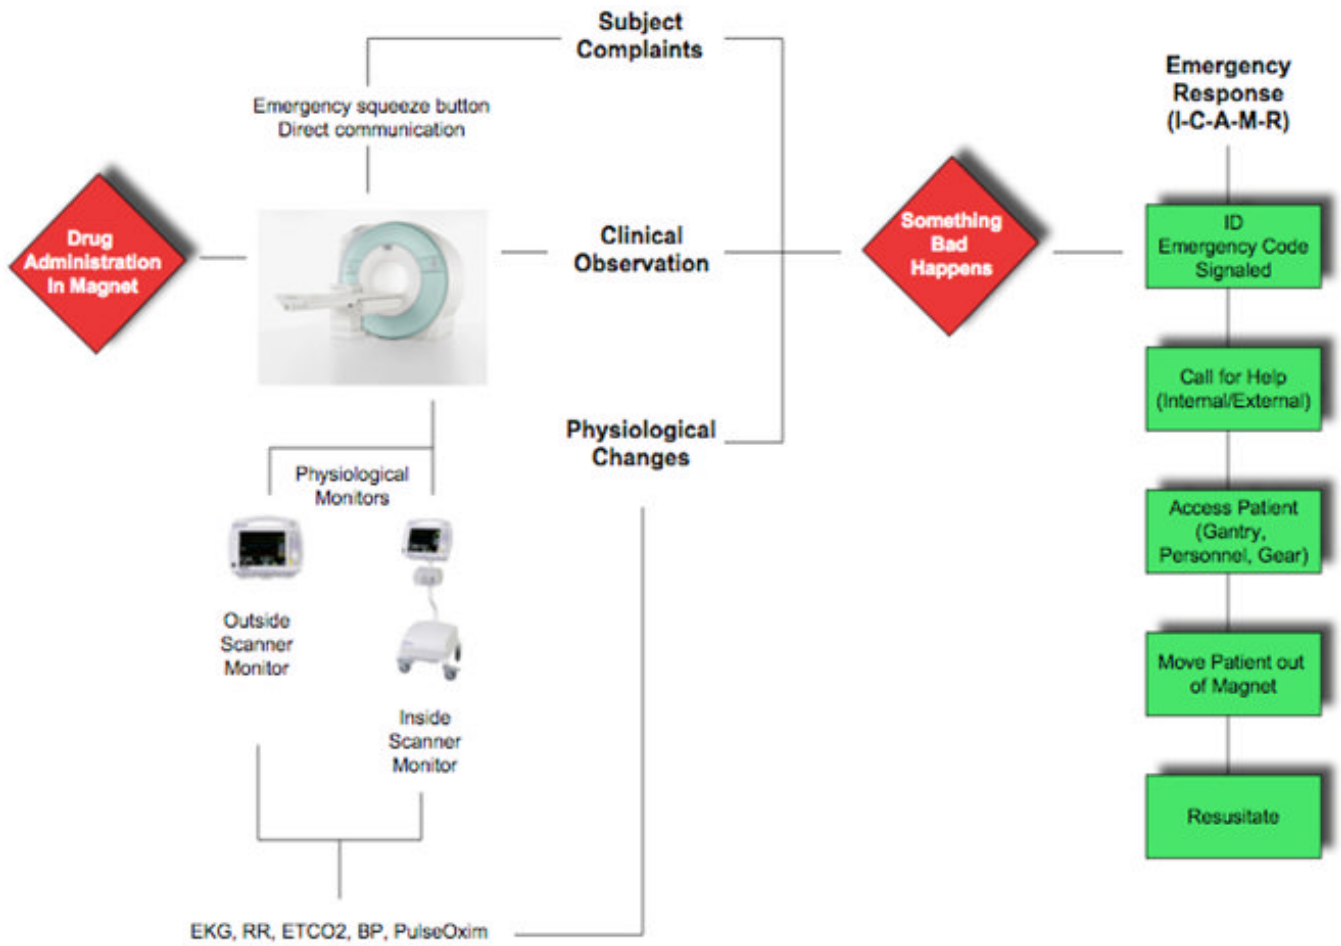 Subject
Complaints
Emergency squeeze button
Direct communication
Drug
Administration
In Magnet
Clinical
Observation
Physiological
Changes
Physiological
Monitors
Outside
Scanner
Monitor
Inside
Scanner
Monitor
EKG, RR, ETCO2, BP, PulseOxim
Something
Bad
Happens
Emergency
Response
(I-C-A-M-R)
ID
Emergency Code
Signaled
Call for Help
(Internal/External)
Access Patient
(Gantry,
Personnel, Gear)
Move Patient out
of Magnet
Resusitate